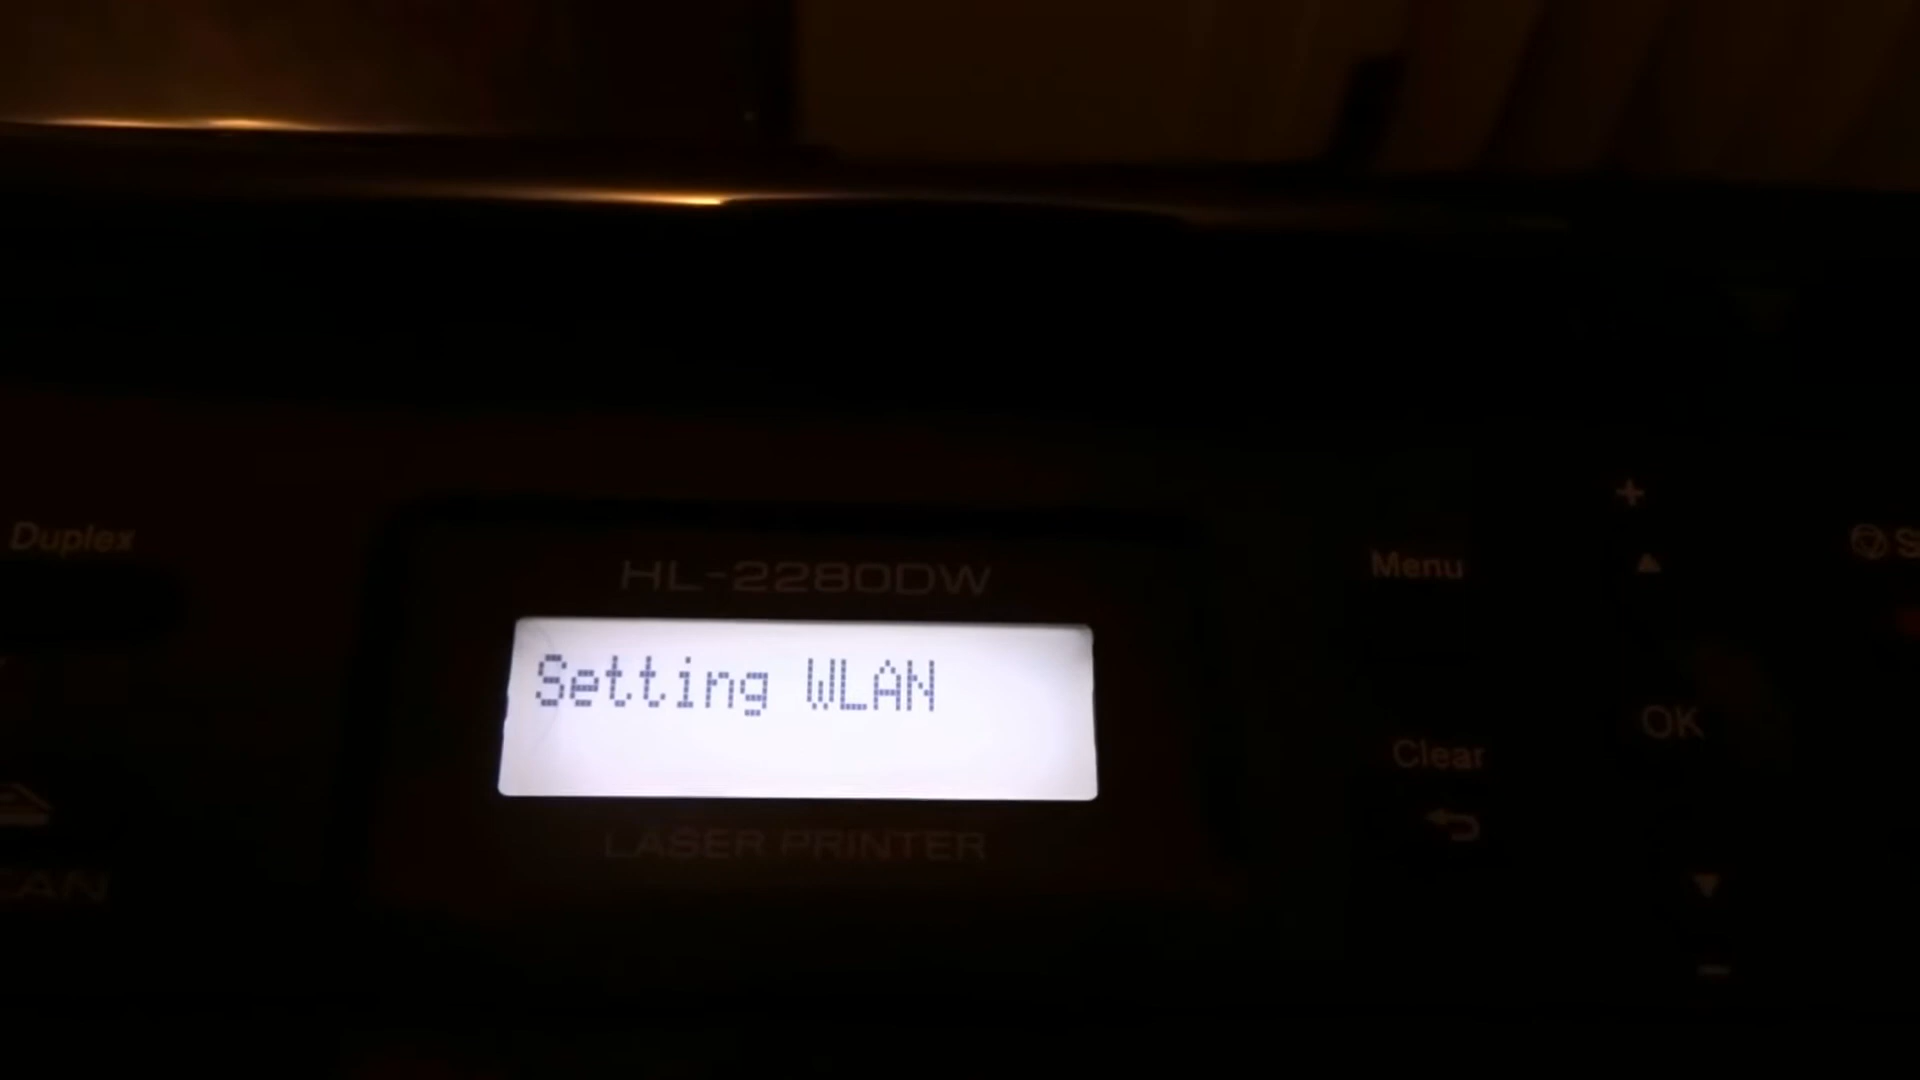 Duplex
HL-2280DW
Setting WLAN
LASER PRINTER
Menu
+
OK
Clear
-